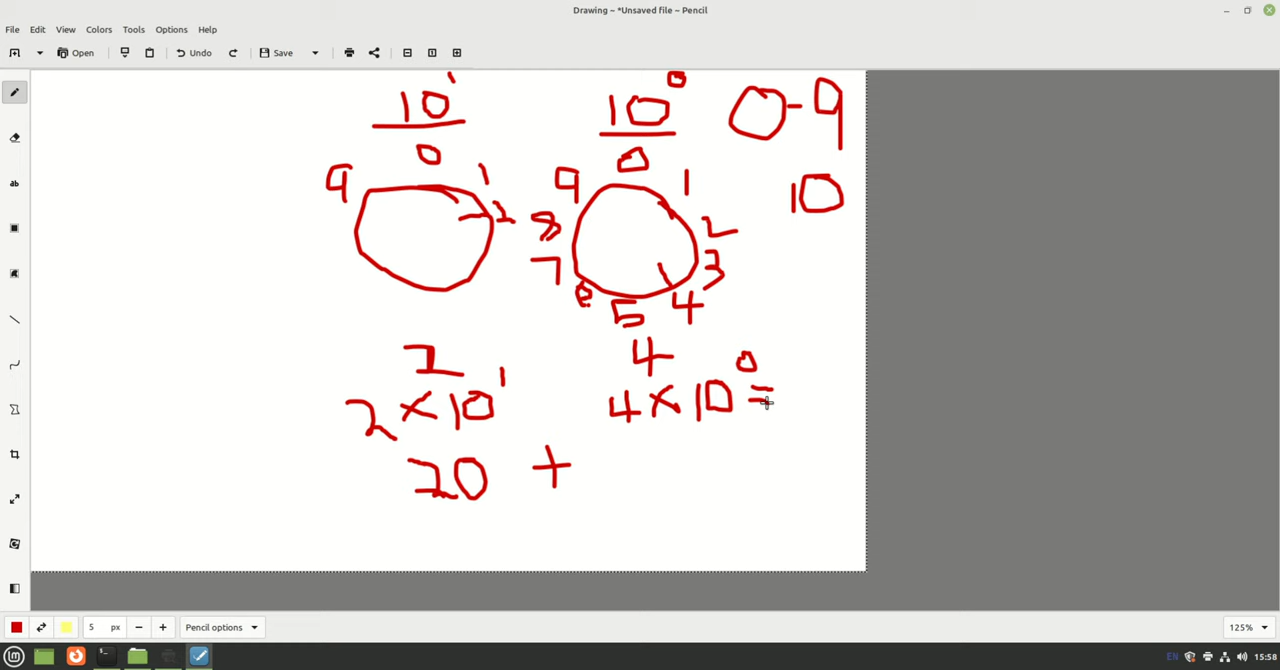 Drawing ~ *Unsaved file ~ Pencil
File Edit View Colors Tools Options Help
Open Undo Save
10¹ 10⁰ 0-9
0 0
9 1 9 1 10
2 8 2
7 3
6 5 4
2 4
2 × 10¹ 4 × 10⁰ =
20 +
5 px Pencil options 125%
EN 15:58